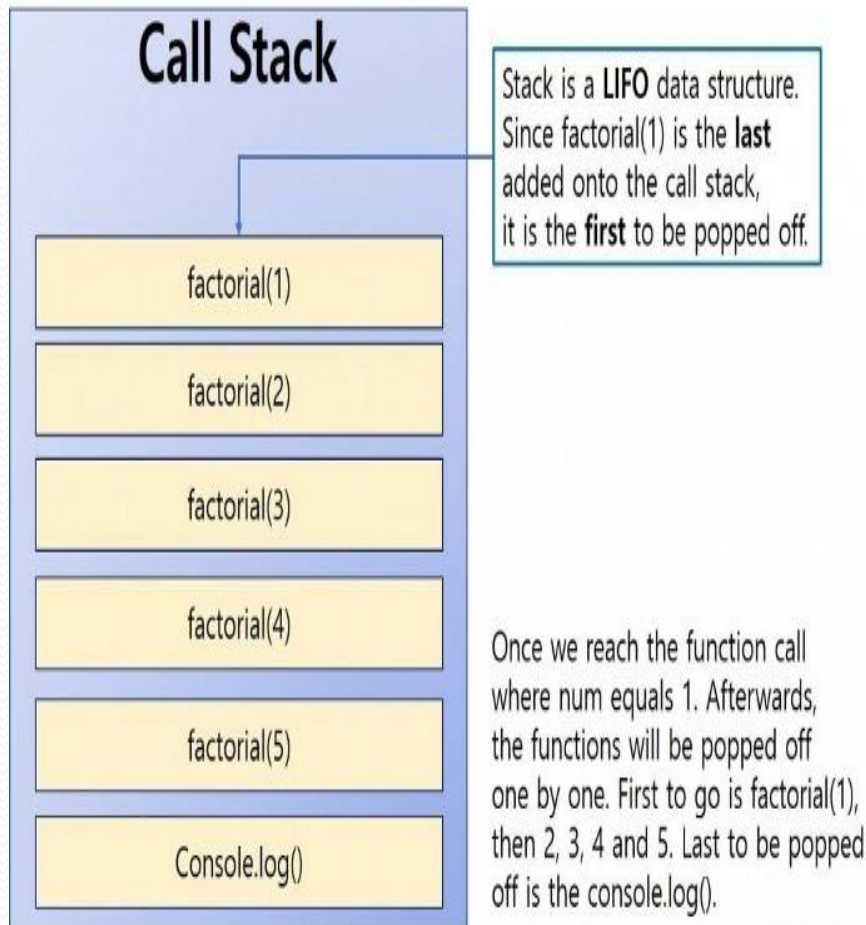 Call Stack
Stack is a LIFO data structure.
Since factorial(1) is the last
added onto the call stack,
it is the first to be popped off.
factorial(1)
factorial(2)
factorial(3)
factorial(4)
factorial(5)
Console.log()
Once we reach the function call
where num equals 1. Afterwards,
the functions will be popped off
one by one. First to go is factorial(1),
then 2, 3, 4 and 5. Last to be popped
off is the console.log().